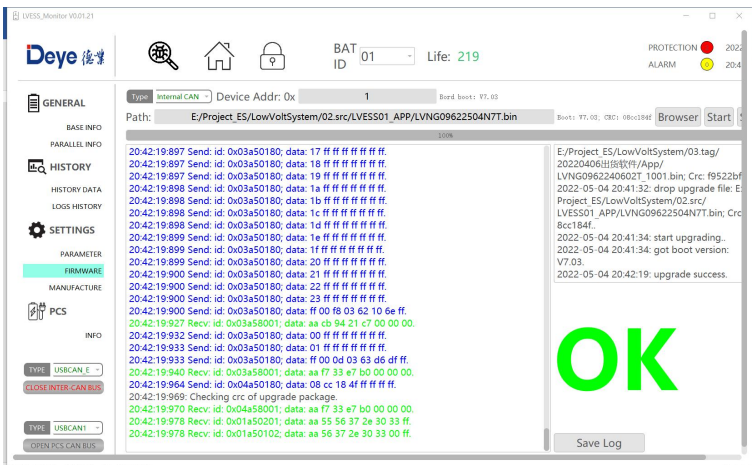 LVESS_Monitor V0.01.21
Deye 德业
BAT ID 01
Life: 219
PROTECTION
ALARM
0
2022
20:4
GENERAL
BASE INFO
PARALLEL INFO
HISTORY
HISTORY DATA
LOGS HISTORY
SETTINGS
PARAMETER
FIRMWARE
MANUFACTURE
PCS
INFO
TYPE USBCAN_E
CLOSE INTER-CAN BUS
TYPE USBCAN1
OPEN PCS CAN BUS
Type Internal CAN Device Addr: 0x 1 Bord boot: V7.03
Path: E:/Project_ES/LowVoltSystem/02.src/LVESS01_APP/LVNG09622504N7T.bin Boot: V7.03, CRC: 08cc184f Browser Start S
100%
20:42:19:897 Send: id: 0x03a50180; data: 17 ff ff ff ff ff ff ff.
20:42:19:897 Send: id: 0x03a50180; data: 18 ff ff ff ff ff ff ff.
20:42:19:897 Send: id: 0x03a50180; data: 19 ff ff ff ff ff ff ff.
20:42:19:898 Send: id: 0x03a50180; data: 1a ff ff ff ff ff ff ff.
20:42:19:898 Send: id: 0x03a50180; data: 1b ff ff ff ff ff ff ff.
20:42:19:898 Send: id: 0x03a50180; data: 1c ff ff ff ff ff ff ff.
20:42:19:898 Send: id: 0x03a50180; data: 1d ff ff ff ff ff ff ff.
20:42:19:899 Send: id: 0x03a50180; data: 1e ff ff ff ff ff ff ff.
20:42:19:899 Send: id: 0x03a50180; data: 1f ff ff ff ff ff ff ff.
20:42:19:899 Send: id: 0x03a50180; data: 20 ff ff ff ff ff ff ff.
20:42:19:900 Send: id: 0x03a50180; data: 21 ff ff ff ff ff ff ff.
20:42:19:900 Send: id: 0x03a50180; data: 22 ff ff ff ff ff ff ff.
20:42:19:900 Send: id: 0x03a50180; data: 23 ff ff ff ff ff ff ff.
20:42:19:900 Send: id: 0x03a50180; data: ff 00 f8 03 62 10 6e ff.
20:42:19:927 Recv: id: 0x03a58001; data: aa cb 94 21 c7 00 00 00.
20:42:19:932 Send: id: 0x03a50180; data: 00 ff ff ff ff ff ff ff.
20:42:19:933 Send: id: 0x03a50180; data: 01 ff ff ff ff ff ff ff.
20:42:19:933 Send: id: 0x03a50180; data: ff 00 0d 03 63 d6 df ff.
20:42:19:940 Recv: id: 0x03a58001; data: aa f7 33 e7 b0 00 00 00.
20:42:19:964 Send: id: 0x04a50180; data: 08 cc 18 4f ff ff ff ff.
20:42:19:969: Checking crc of upgrade package.
20:42:19:970 Recv: id: 0x04a58001; data: aa f7 33 e7 b0 00 00 00.
20:42:19:978 Recv: id: 0x01a50201; data: aa 55 56 37 2e 30 33 ff.
20:42:19:978 Recv: id: 0x01a50102; data: aa 56 37 2e 30 33 00 ff.
E:/Project_ES/LowVoltSystem/03.tag/
20220406出货软件/App/
LVNG0962240602T_1001.bin; Crc: f9522bf
2022-05-04 20:41:32: drop upgrade file: E:
Project_ES/LowVoltSystem/02.src/
LVESS01_APP/LVNG09622504N7T.bin; Crc
8cc184f..
2022-05-04 20:41:34: start upgrading..
2022-05-04 20:41:34: got boot version:
V7.03.
2022-05-04 20:42:19: upgrade success.
OK
Save Log